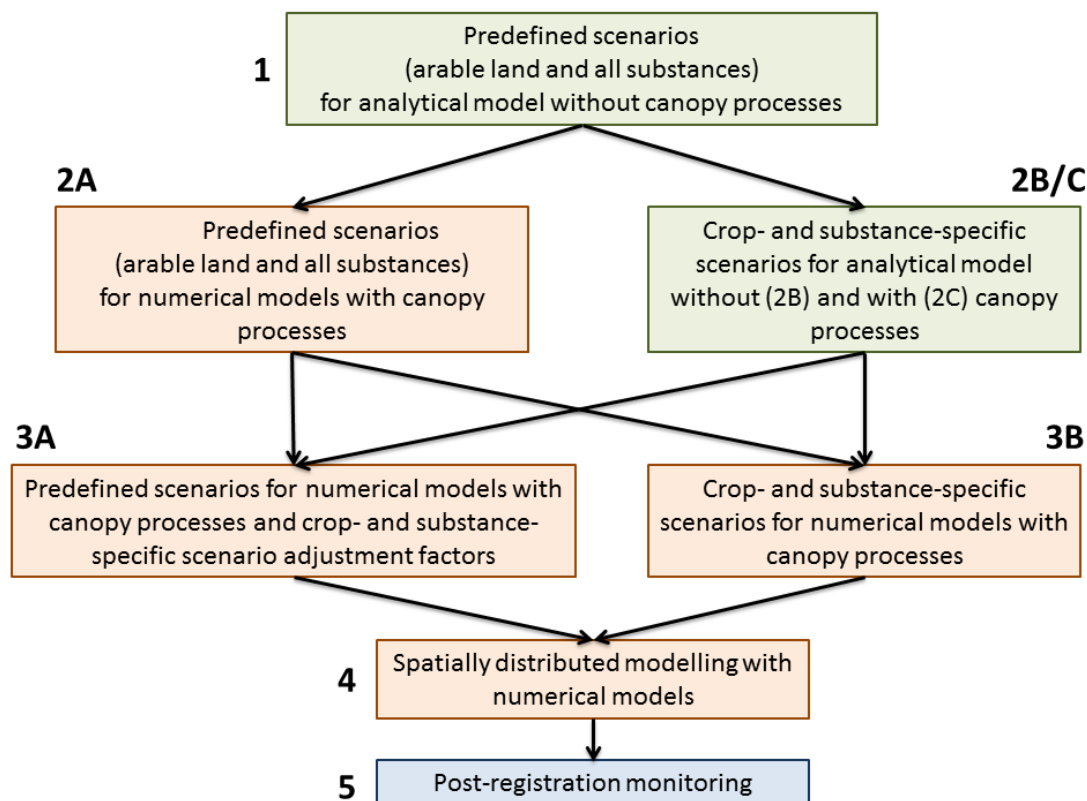 1
Predefined scenarios
(arable land and all substances)
for analytical model without canopy processes
2A
Predefined scenarios
(arable land and all substances)
for numerical models with canopy
processes
2B/C
Crop- and substance-specific
scenarios for analytical model
without (2B) and with (2C) canopy
processes
3A
Predefined scenarios for numerical models with
canopy processes and crop- and substance-
specific scenario adjustment factors
3B
Crop- and substance-specific
scenarios for numerical models with
canopy processes
4
Spatially distributed modelling with
numerical models
5
Post-registration monitoring